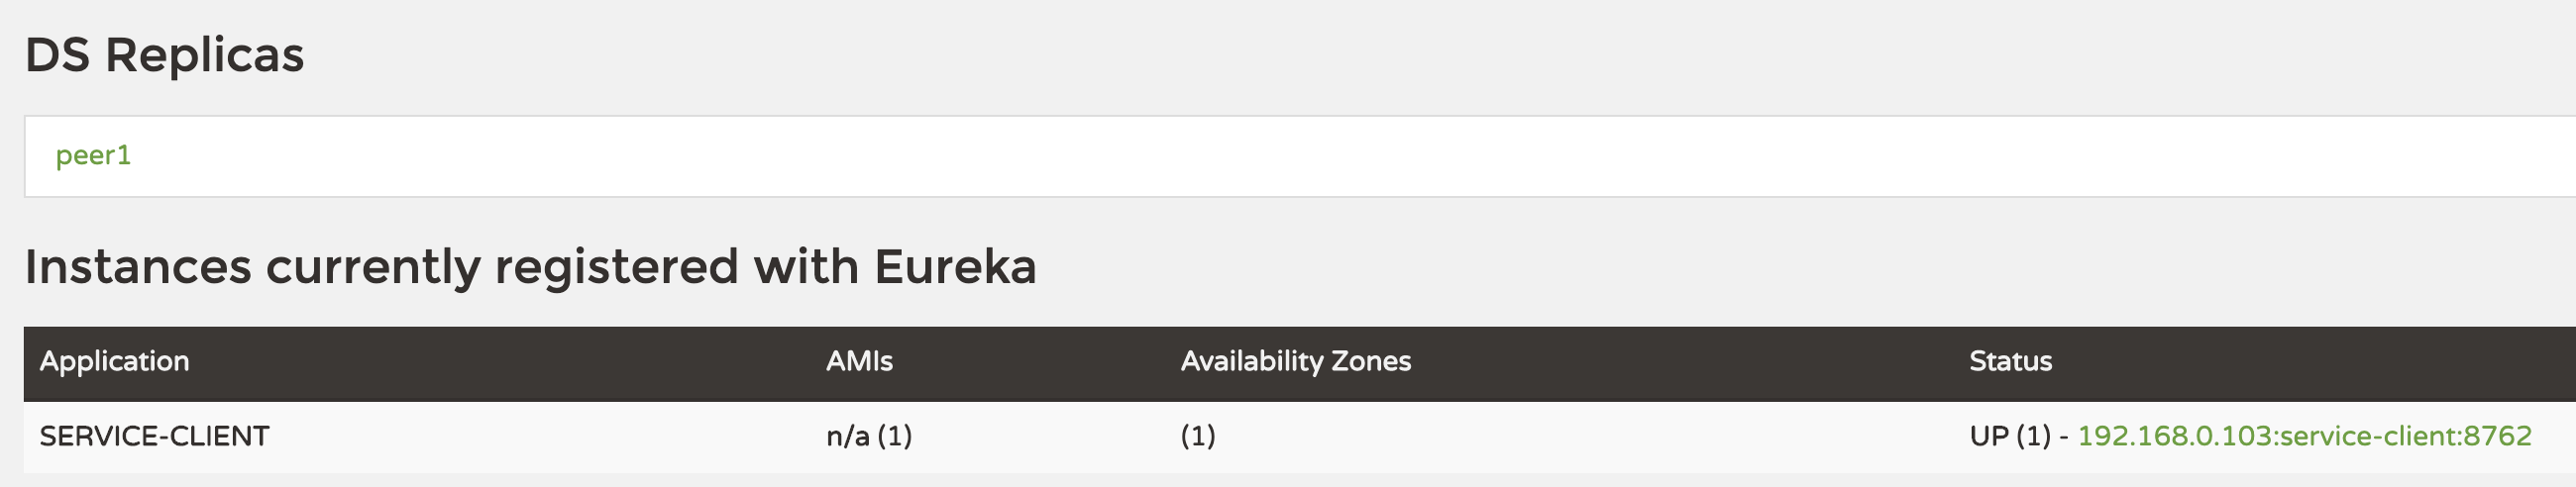 DS Replicas
peer1
Instances currently registered with Eureka
Application AMIs Availability Zones Status
SERVICE-CLIENT n/a (1) (1) UP (1) - 192.168.0.103:service-client:8762